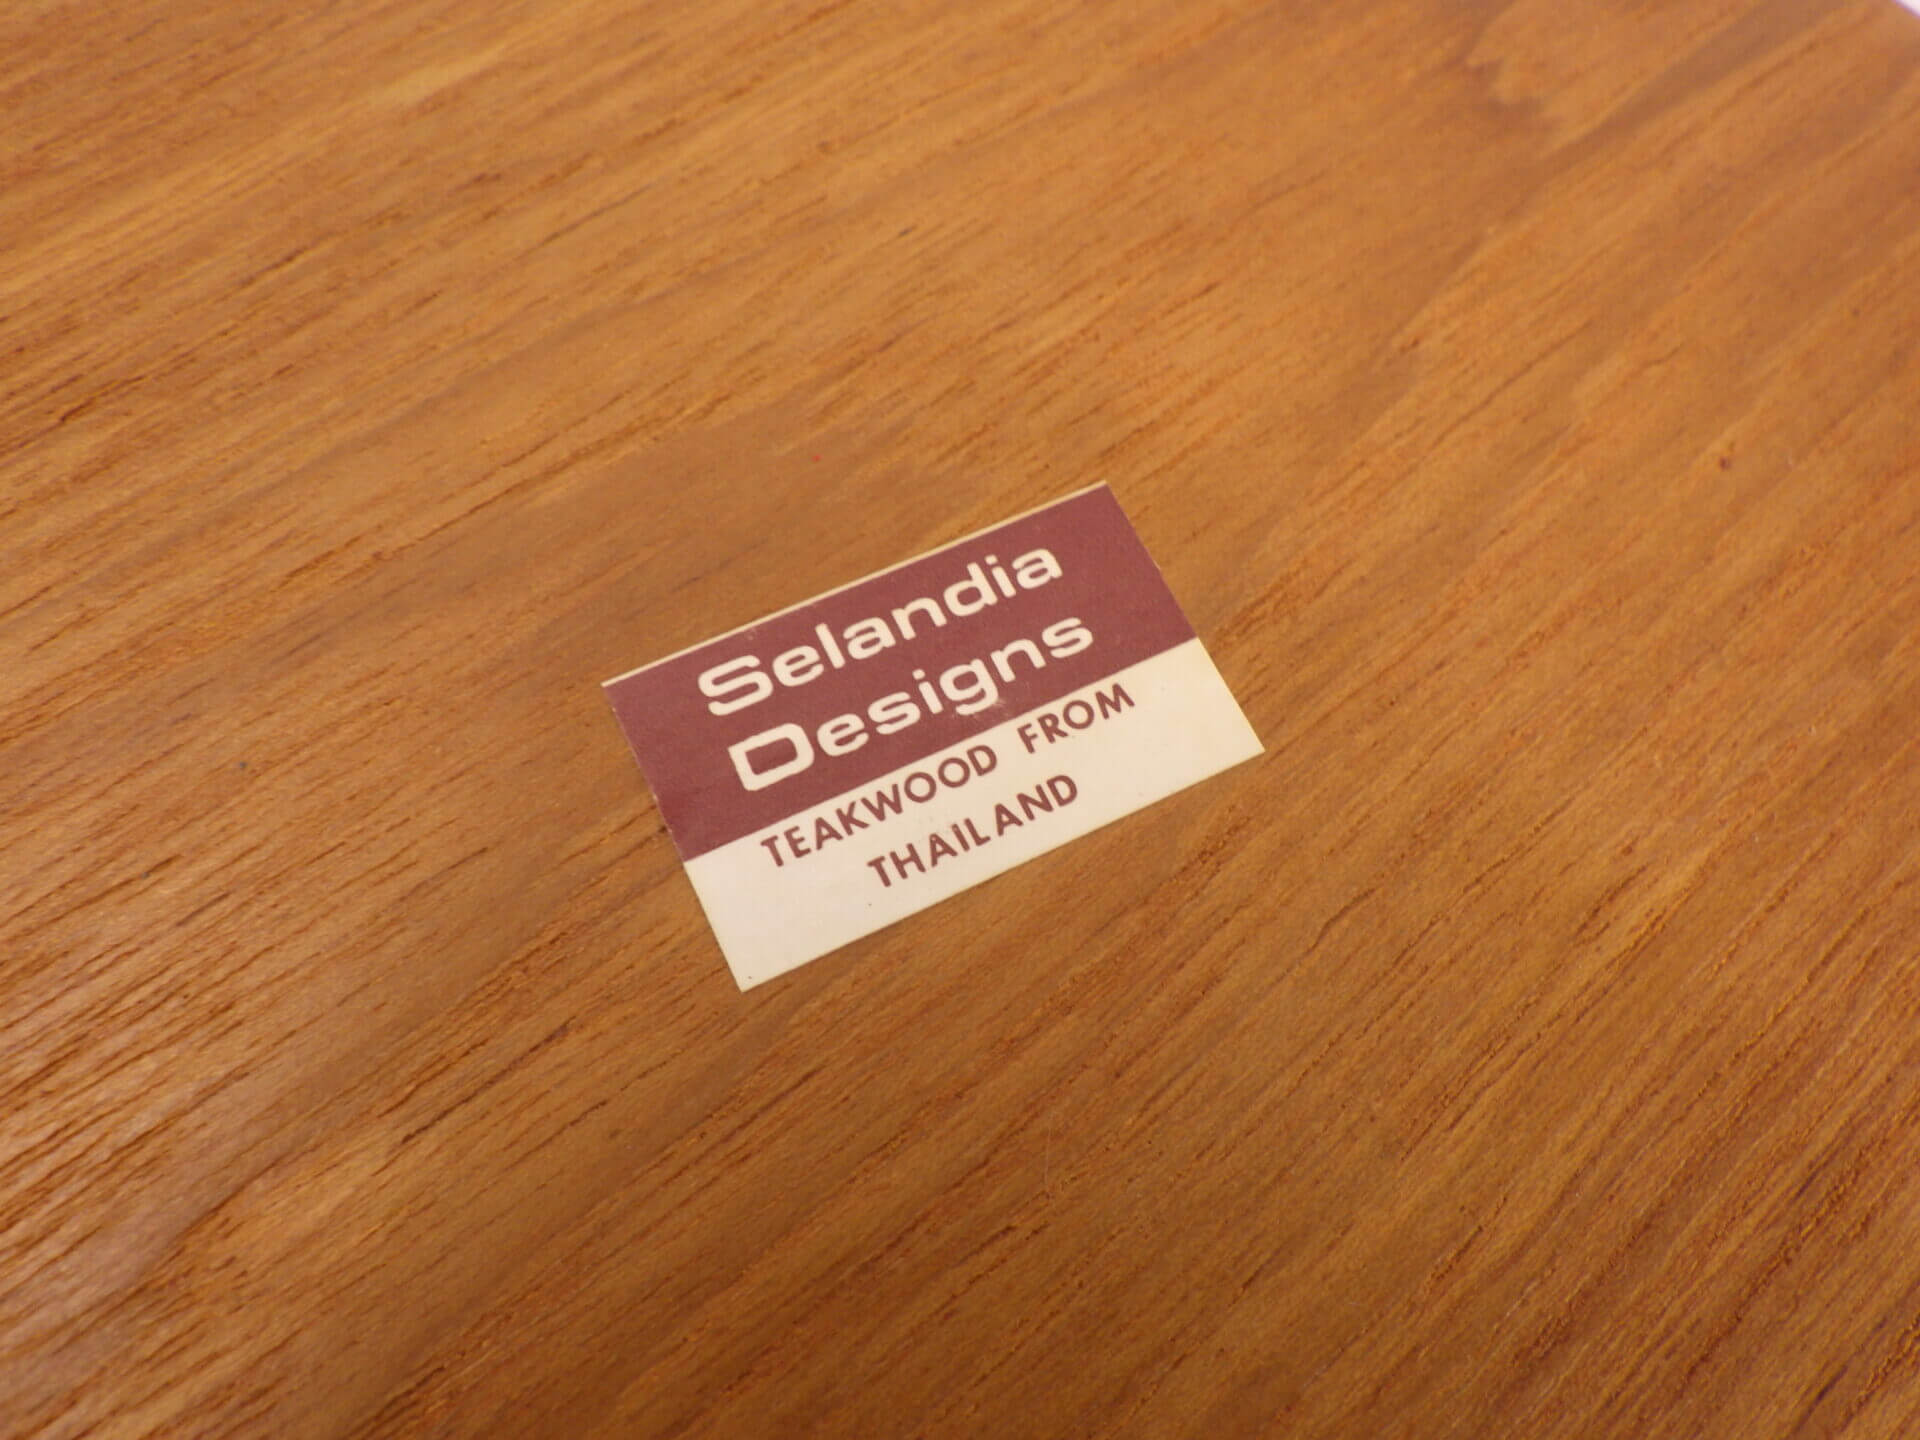 Selandia
Designs
TEAKWOOD FROM
THAILAND